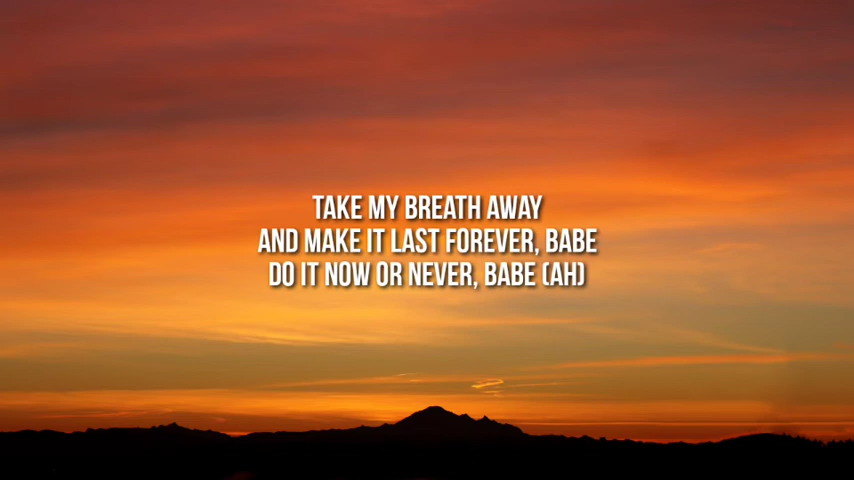 TAKE MY BREATH AWAY
AND MAKE IT LAST FOREVER, BABE
DO IT NOW OR NEVER, BABE (AH)